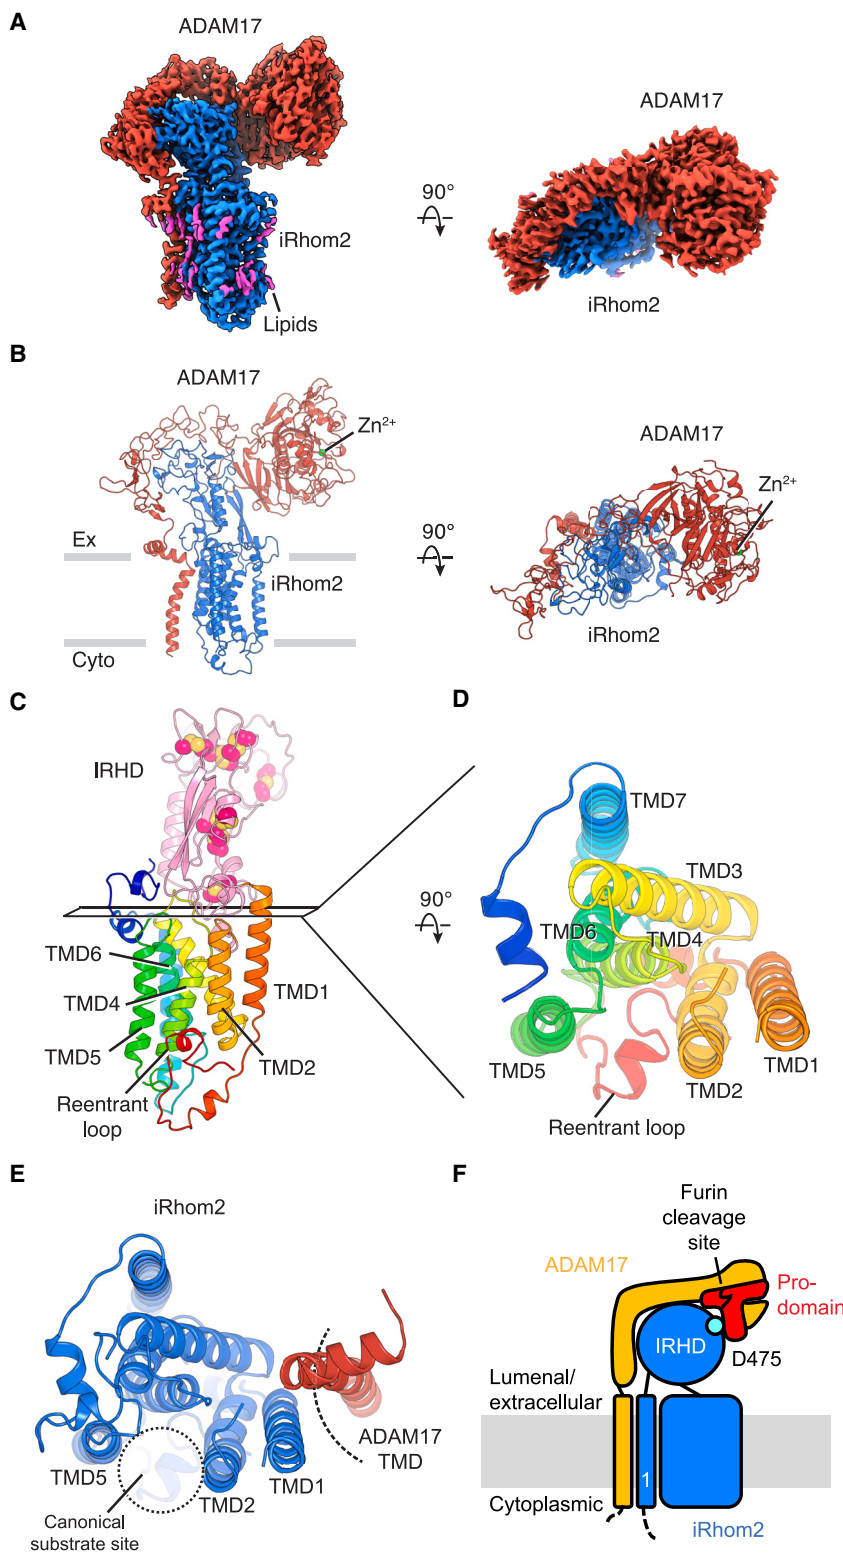 A
ADAM17
iRhom2
Lipids
90°
ADAM17
iRhom2
B
ADAM17
Zn2+
Ex
iRhom2
Cyto
90°
ADAM17
Zn2+
iRhom2
C
IRHD
TMD6
TMD4
TMD5
TMD1
TMD2
Reentrant
loop
90°
D
TMD7
TMD3
TMD6
TMD4
TMD5
TMD2
TMD1
Reentrant loop
E
iRhom2
TMD5
TMD2
TMD1
ADAM17
TMD
Canonical
substrate site
F
Furin
cleavage
site
ADAM17
Pro-
domain
IRHD
D475
Lumenal/
extracellular
1
Cytoplasmic
iRhom2